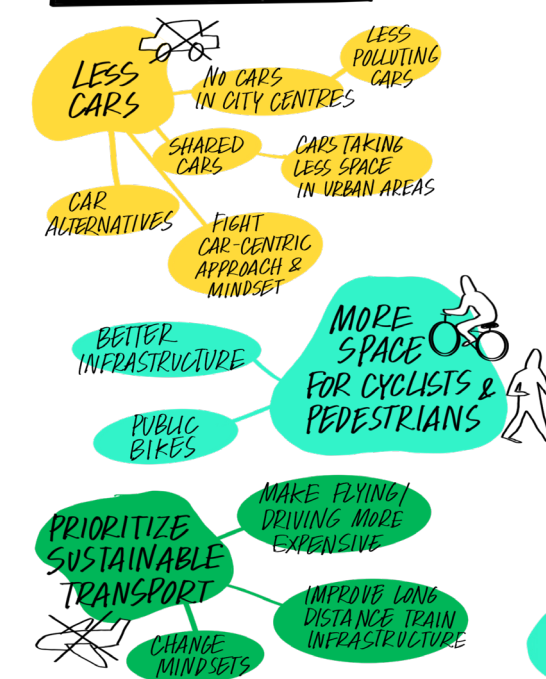 LESS
CARS
NO CARS
IN CITY CENTRES
LESS
POLLUTING
CARS
SHARED
CARS
CARS TAKING
LESS SPACE
IN URBAN AREAS
CAR
ALTERNATIVES
FIGHT
CAR-CENTRIC
APPROACH &
MINDSET
MORE
SPACE
FOR CYCLISTS &
PEDESTRIANS
BETTER
INFRASTRUCTURE
PUBLIC
BIKES
PRIORITIZE
SUSTAINABLE
TRANSPORT
MAKE FLYING/
DRIVING MORE
EXPENSIVE
IMPROVE LONG
DISTANCE TRAIN
INFRASTRUCTURE
CHANGE
MINDSETS